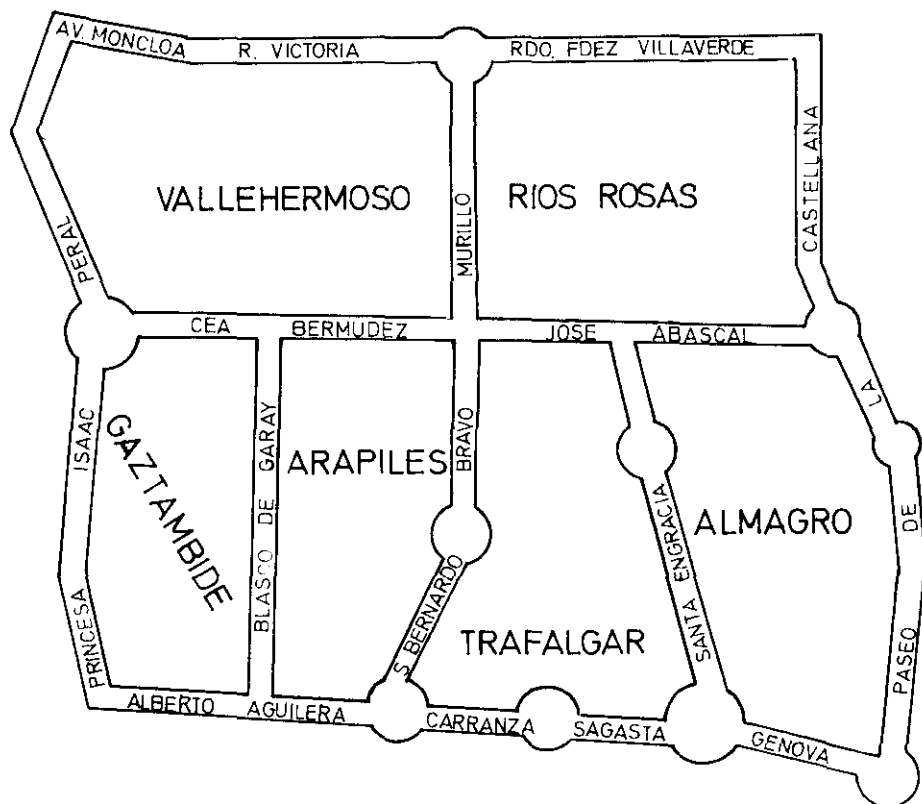 AV. MONCLOA
R. VICTORIA
RDO. FDEZ VILLAVERDE
CASTELLANA
VALLEHERMOSO
RIOS ROSAS
MURILLO
PERAL
CEA
BERMUDEZ
JOSE
ABASCAL
LA
ISAAC
GAZTAMBIDE
BLASCO DE GARAY
ARAPILES
BRAVO
ALMAGRO
DE
SANTA ENGRACIA
S. BERNARDO
TRAFALGAR
PRINCESA
PASEO
ALBERTO
AGUILERA
CARRANZA
SAGASTA
GENOVA